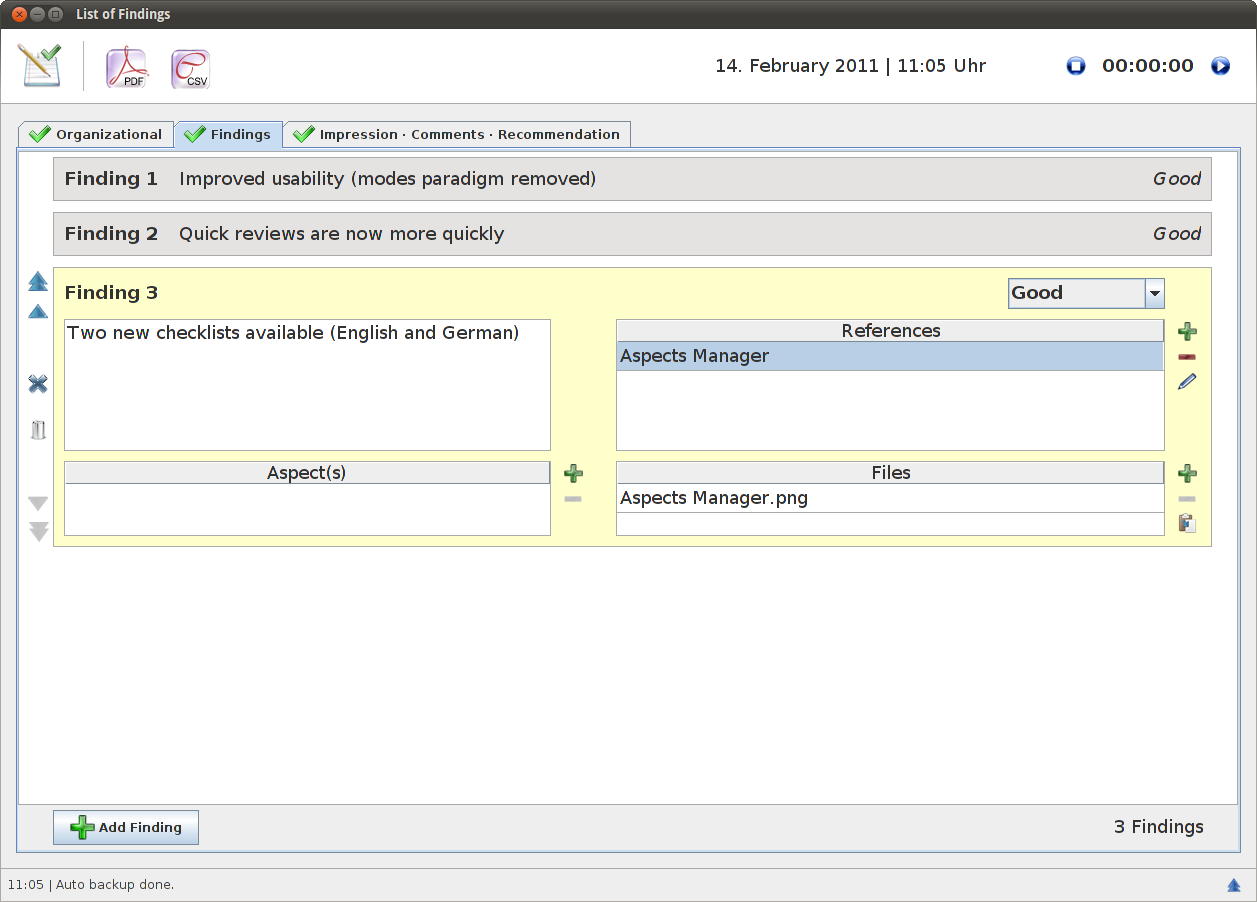 List of Findings
PDF
CSV
14. February 2011 | 11:05 Uhr
00:00:00
Organizational
Findings
Impression · Comments · Recommendation
Finding 1 Improved usability (modes paradigm removed) Good
Finding 2 Quick reviews are now more quickly Good
Finding 3
Good
Two new checklists available (English and German)
References
Aspects Manager
Aspect(s)
Files
Aspects Manager.png
Add Finding
3 Findings
11:05 | Auto backup done.